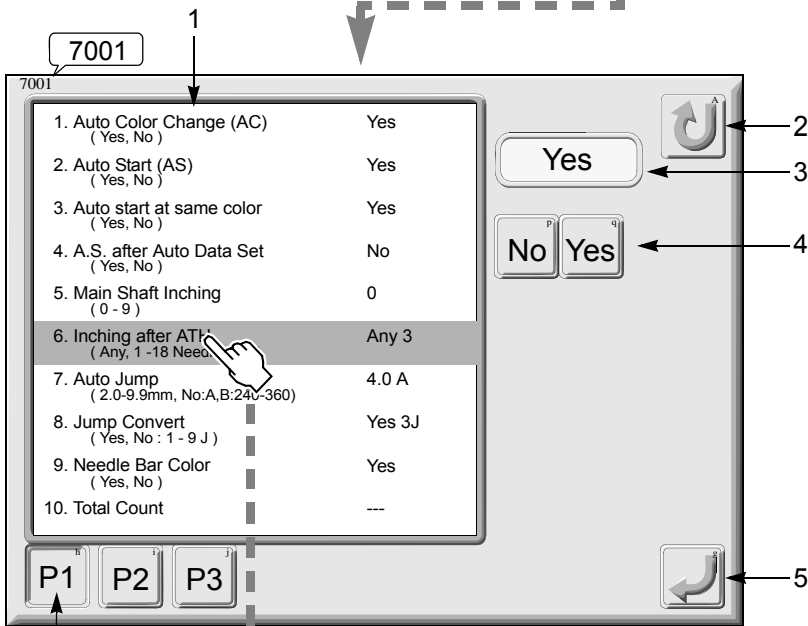 1
7001
7001
1. Auto Color Change (AC) Yes
( Yes, No )
2. Auto Start (AS) Yes
( Yes, No )
3. Auto start at same color Yes
( Yes, No )
4. A.S. after Auto Data Set No
( Yes, No )
5. Main Shaft Inching 0
( 0 - 9 )
6. Inching after ATH Any 3
( Any, 1 -18 Need
7. Auto Jump 4.0 A
( 2.0-9.9mm, No:A,B:240-360)
8. Jump Convert Yes 3J
( Yes, No : 1 - 9 J )
9. Needle Bar Color Yes
( Yes, No )
10. Total Count ---
A
2
Yes
3
p
No
q
Yes
4
h
P1
i
P2
j
P3
5